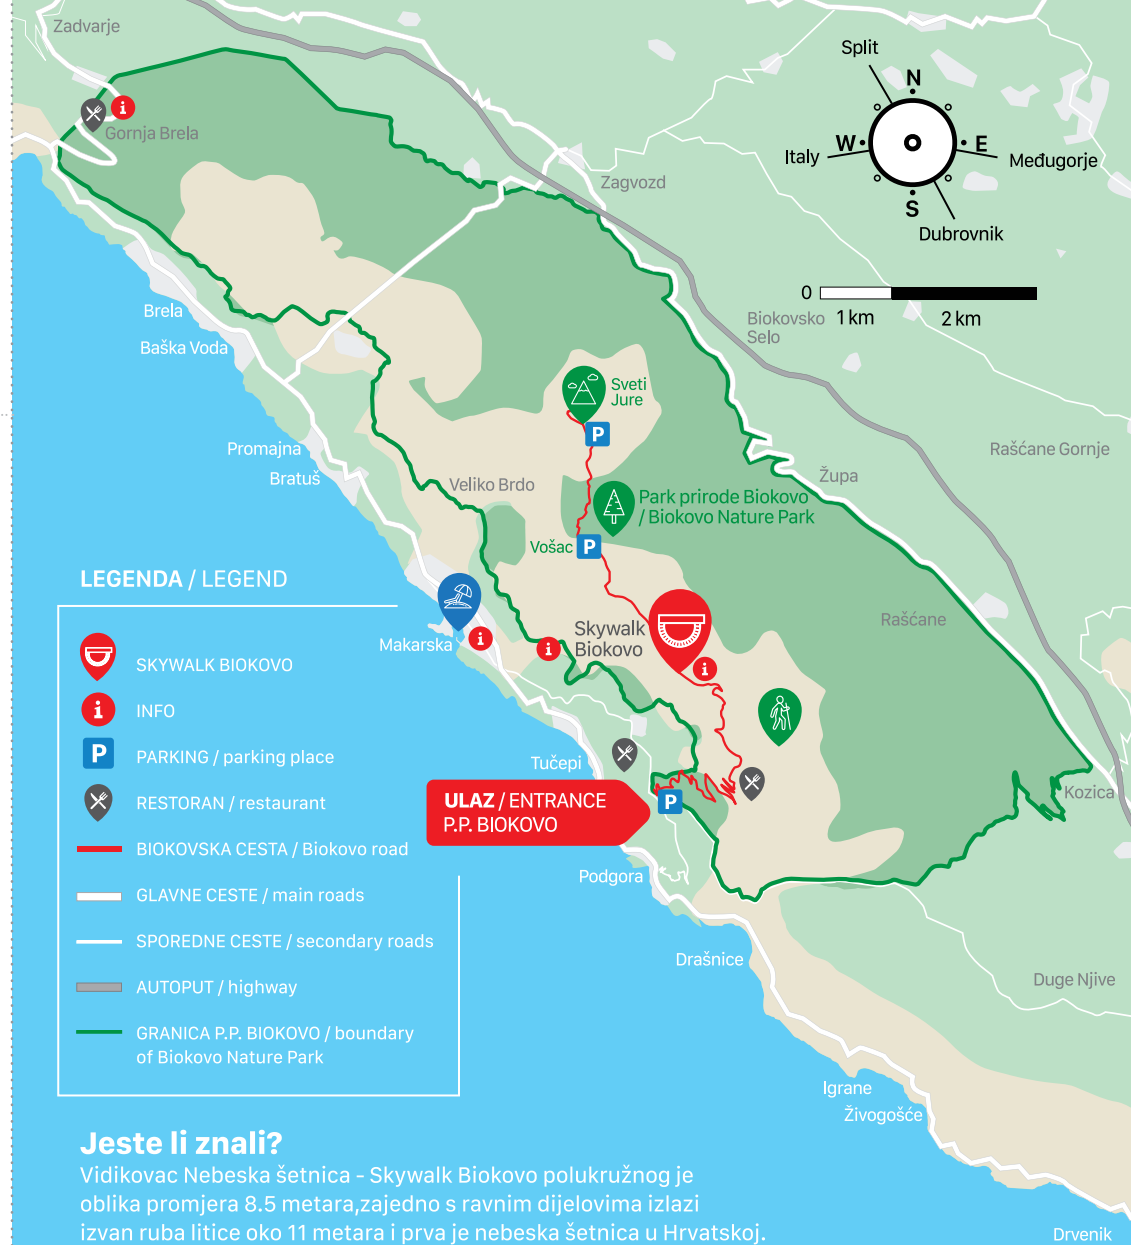 Zadvarje
Split
N
W
E
S
Italy
Međugorje
Dubrovnik
i
Gornja Brela
Zagvozd
0
1 km
2 km
Biokovsko
Selo
Brela
Baška Voda
Sveti
Jure
P
Promajna
Bratuš
Rašćane Gornje
Župa
Veliko Brdo
Park prirode Biokovo
/ Biokovo Nature Park
Vošac
P
LEGENDA / LEGEND
SKYWALK BIOKOVO
i
INFO
P
PARKING / parking place
RESTORAN / restaurant
BIOKOVSKA CESTA / Biokovo road
GLAVNE CESTE / main roads
SPOREDNE CESTE / secondary roads
AUTOPUT / highway
GRANICA P.P. BIOKOVO / boundary
of Biokovo Nature Park
Rašćane
Makarska
i
i
Skywalk
Biokovo
i
Tučepi
ULAZ / ENTRANCE
P.P. BIOKOVO
P
Kozica
Podgora
Drašnice
Duge Njive
Igrane
Živogošće
Drvenik
Jeste li znali?
Vidikovac Nebeska šetnica - Skywalk Biokovo polukružnog je
oblika promjera 8.5 metara,zajedno s ravnim dijelovima izlazi
izvan ruba litice oko 11 metara i prva je nebeska šetnica u Hrvatskoj.